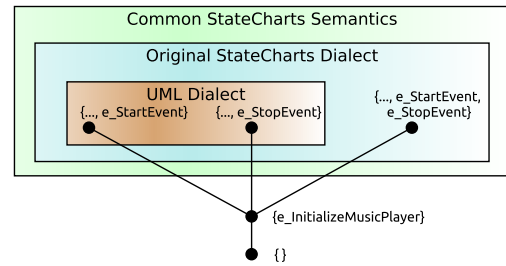 Common StateCharts Semantics
Original StateCharts Dialect
UML Dialect
{..., e_StartEvent}
{..., e_StopEvent}
{..., e_StartEvent,
e_StopEvent}
{e_InitializeMusicPlayer}
{}